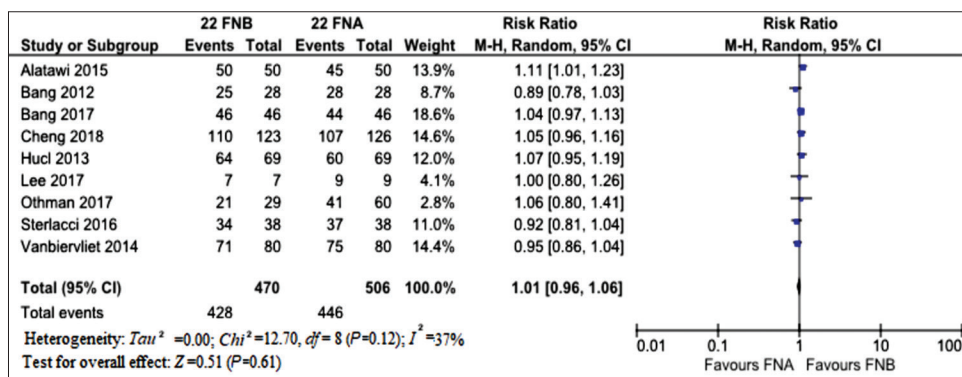 22 FNB 22 FNA Risk Ratio Risk Ratio
Study or Subgroup Events Total Events Total Weight M-H, Random, 95% CI M-H, Random, 95% CI
Alatawi 2015 50 50 45 50 13.9% 1.11 [1.01, 1.23]
Bang 2012 25 28 28 28 8.7% 0.89 [0.78, 1.03]
Bang 2017 46 46 44 46 18.6% 1.04 [0.97, 1.13]
Cheng 2018 110 123 107 126 14.6% 1.05 [0.96, 1.16]
Hucl 2013 64 69 60 69 12.0% 1.07 [0.95, 1.19]
Lee 2017 7 7 9 9 4.1% 1.00 [0.80, 1.26]
Othman 2017 21 29 41 60 2.8% 1.06 [0.80, 1.41]
Sterlacci 2016 34 38 37 38 11.0% 0.92 [0.81, 1.04]
Vanbiervliet 2014 71 80 75 80 14.4% 0.95 [0.86, 1.04]
Total (95% CI) 470 506 100.0% 1.01 [0.96, 1.06]
Total events 428 446
Heterogeneity: Tau² =0.00; Chi²=12.70, df= 8 (P=0.12); I²=37%
Test for overall effect: Z=0.51 (P=0.61)
0.01 0.1 1 10 100
Favours FNA Favours FNB